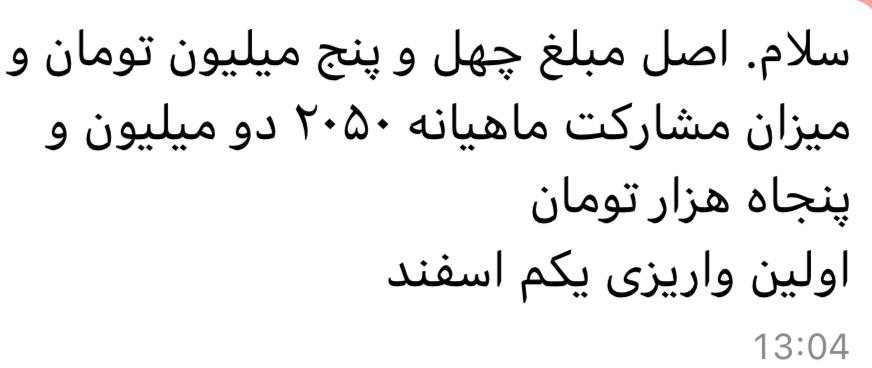 سلام. اصل مبلغ چهل و پنج میلیون تومان و
میزان مشارکت ماهیانه ۲۰۵۰ دو میلیون و
پنجاه هزار تومان
اولین واریزی یکم اسفند
13:04